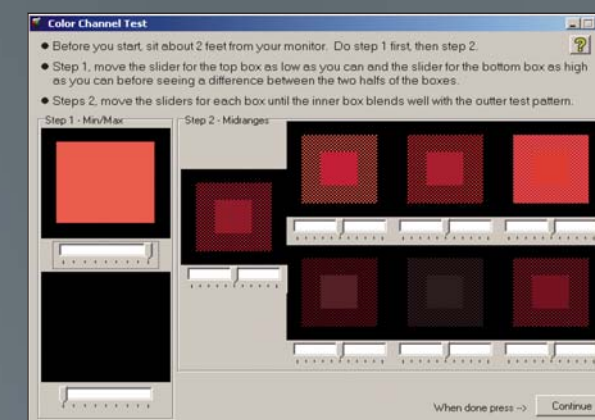 Color Channel Test
● Before you start, sit about 2 feet from your monitor. Do step 1 first, then step 2.
● Step 1, move the slider for the top box as low as you can and the slider for the bottom box as high
as you can before seeing a difference between the two halfs of the boxes.
● Steps 2, move the sliders for each box until the inner box blends well with the outter test pattern.
Step 1 - Min/Max
Step 2 - Midranges
When done press -->
Continue